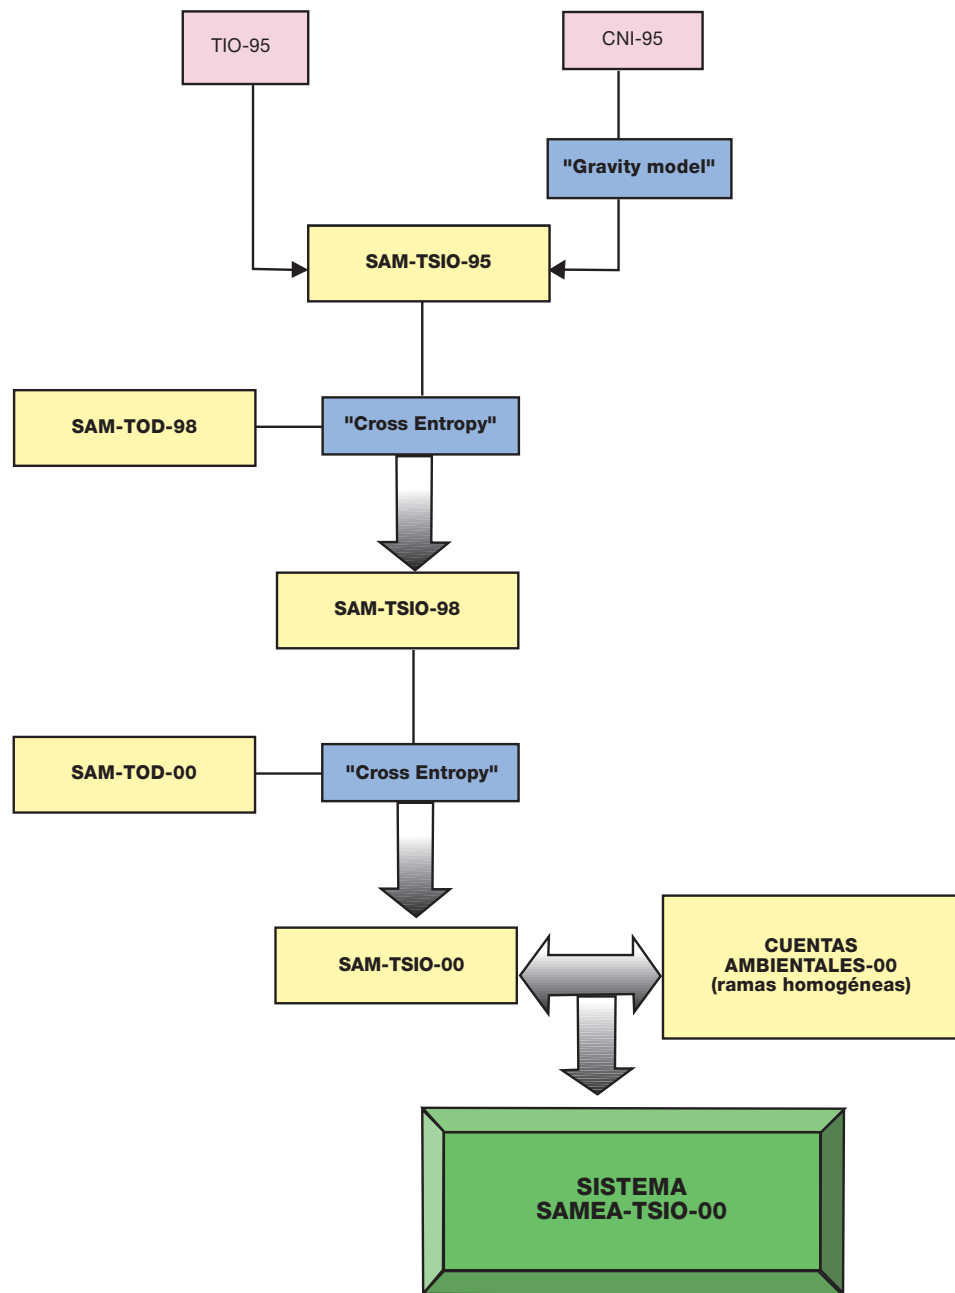 TIO-95
CNI-95
"Gravity model"
SAM-TSIO-95
SAM-TOD-98
"Cross Entropy"
SAM-TSIO-98
SAM-TOD-00
"Cross Entropy"
SAM-TSIO-00
CUENTAS
AMBIENTALES-00
(ramas homogéneas)
SISTEMA
SAMEA-TSIO-00